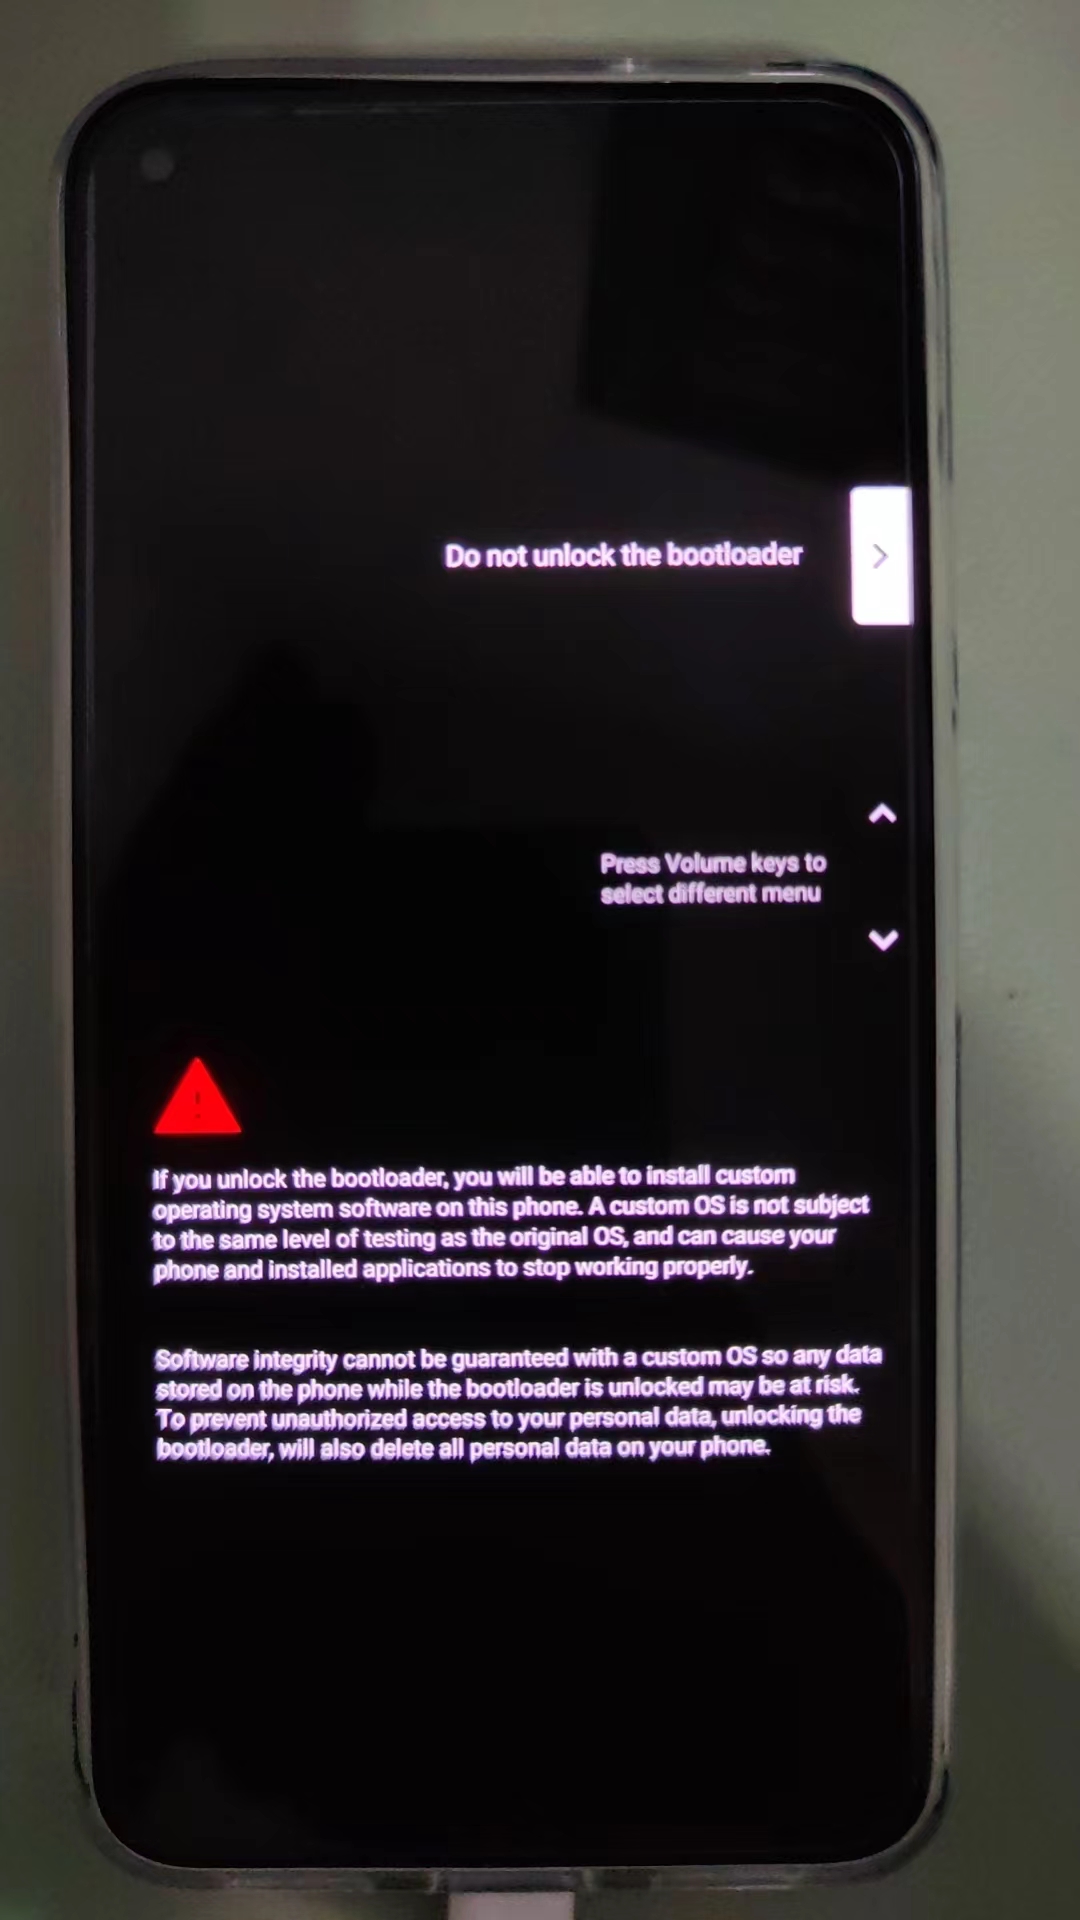 Do not unlock the bootloader
Press Volume keys to
select different menu
If you unlock the bootloader, you will be able to install custom
operating system software on this phone. A custom OS is not subject
to the same level of testing as the original OS, and can cause your
phone and installed applications to stop working properly.
Software integrity cannot be guaranteed with a custom OS so any data
stored on the phone while the bootloader is unlocked may be at risk.
To prevent unauthorized access to your personal data, unlocking the
bootloader, will also delete all personal data on your phone.